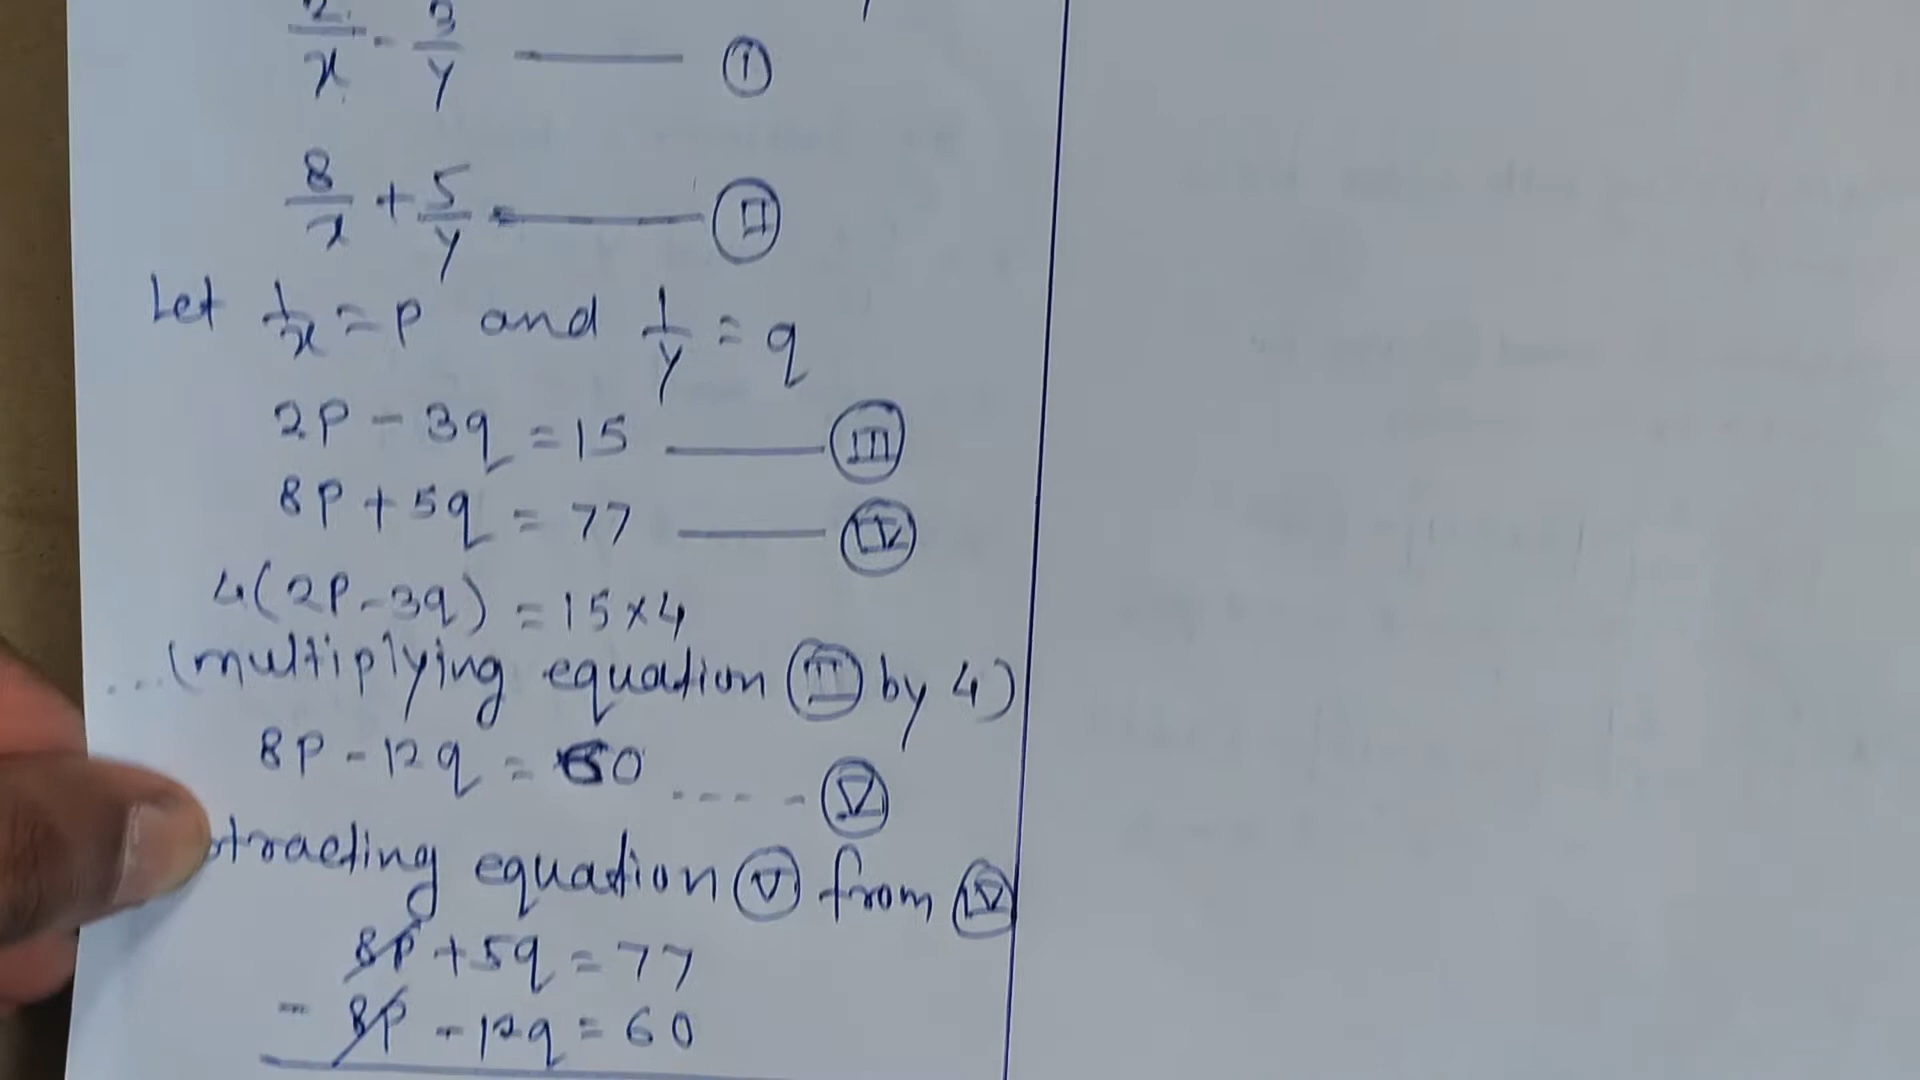 2/x - 3/y —— (I)
8/x + 5/y —— (II)
Let 1/x = p and 1/y = q
2p - 3q = 15 —— (III)
8p + 5q = 77 —— (IV)
4(2p - 3q) = 15 × 4
...(multiplying equation (III) by 4)
8p - 12q = 60 ----- (V)
tracting equation (V) from (IV)
8p + 5q = 77
- 8p - 12q = 60